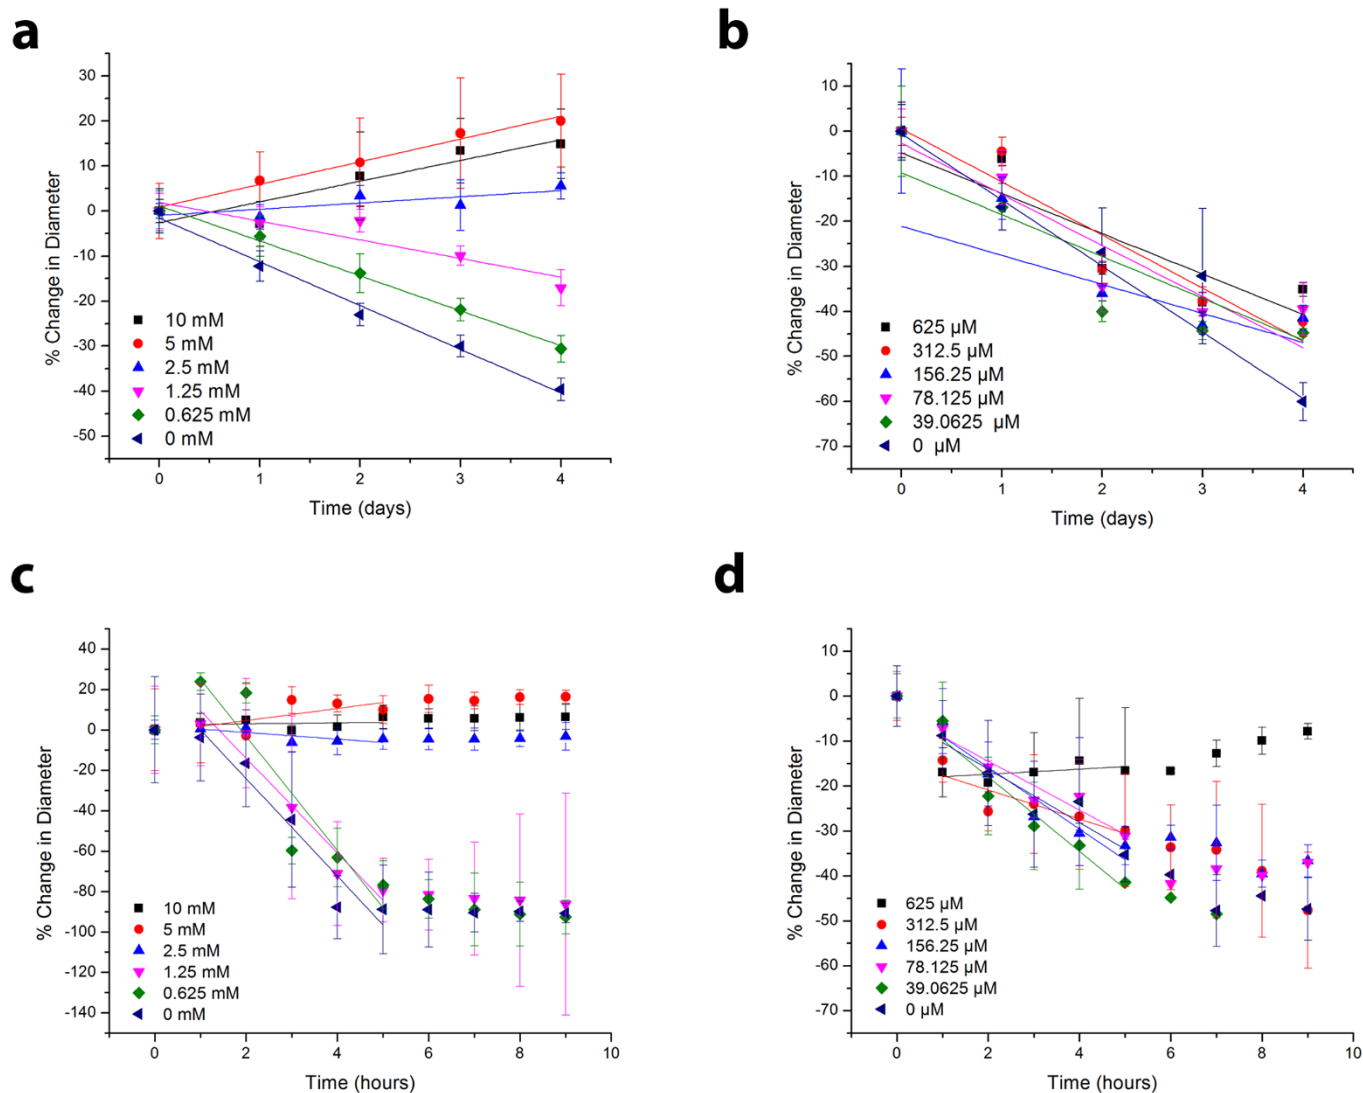 a
% Change in Diameter
30
20
10
0
-10
-20
-30
-40
-50
10 mM
5 mM
2.5 mM
1.25 mM
0.625 mM
0 mM
0 1 2 3 4
Time (days)
b
% Change in Diameter
10
0
-10
-20
-30
-40
-50
-60
-70
625 µM
312.5 µM
156.25 µM
78.125 µM
39.0625 µM
0 µM
0 1 2 3 4
Time (days)
c
% Change in Diameter
40
20
0
-20
-40
-60
-80
-100
-120
-140
10 mM
5 mM
2.5 mM
1.25 mM
0.625 mM
0 mM
0 2 4 6 8 10
Time (hours)
d
% Change in Diameter
10
0
-10
-20
-30
-40
-50
-60
-70
625 µM
312.5 µM
156.25 µM
78.125 µM
39.0625 µM
0 µM
0 2 4 6 8 10
Time (hours)